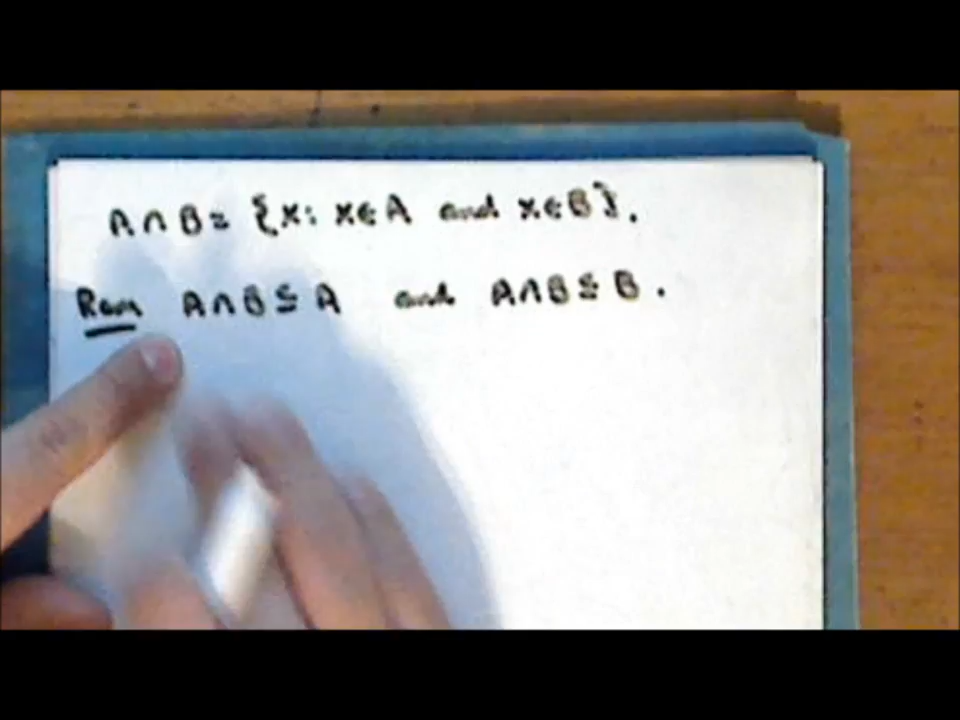 A∩B= {x: x∈A and x∈B}.
Rem A∩B⊆A and A∩B⊆B.